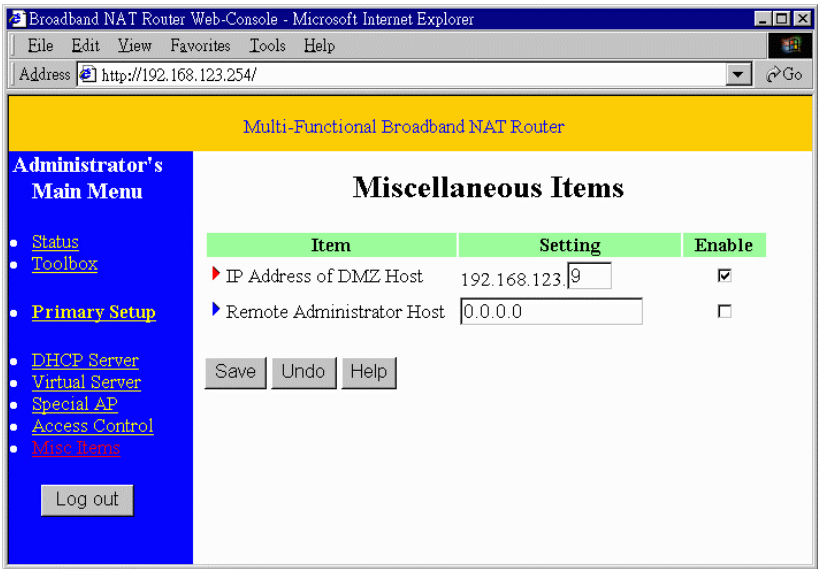 Broadband NAT Router Web-Console - Microsoft Internet Explorer
File Edit View Favorites Tools Help
Address http://192.168.123.254/ Go
Multi-Functional Broadband NAT Router
Administrator's
Main Menu
Status
Toolbox
Primary Setup
DHCP Server
Virtual Server
Special AP
Access Control
Misc Items
Log out
Miscellaneous Items
Item Setting Enable
IP Address of DMZ Host 192.168.123.9
Remote Administrator Host 0.0.0.0
Save Undo Help